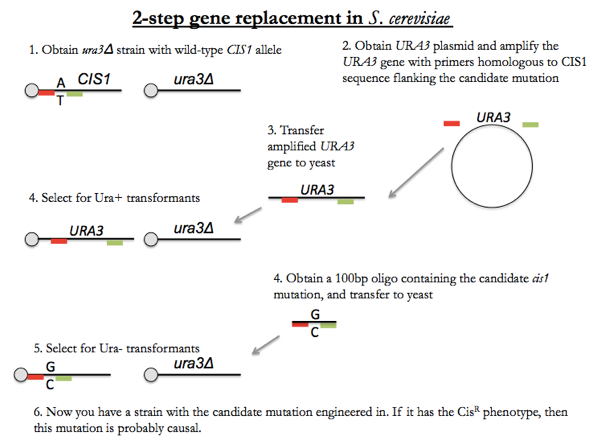 2-step gene replacement in S. cerevisiae
1. Obtain ura3Δ strain with wild-type CIS1 allele
2. Obtain URA3 plasmid and amplify the
URA3 gene with primers homologous to CIS1
sequence flanking the candidate mutation
A CIS1
T
ura3Δ
URA3
3. Transfer
amplified URA3
gene to yeast
URA3
4. Select for Ura+ transformants
URA3
ura3Δ
4. Obtain a 100bp oligo containing the candidate cis1
mutation, and transfer to yeast
G
C
5. Select for Ura- transformants
G
C
ura3Δ
6. Now you have a strain with the candidate mutation engineered in. If it has the CisR phenotype, then
this mutation is probably causal.